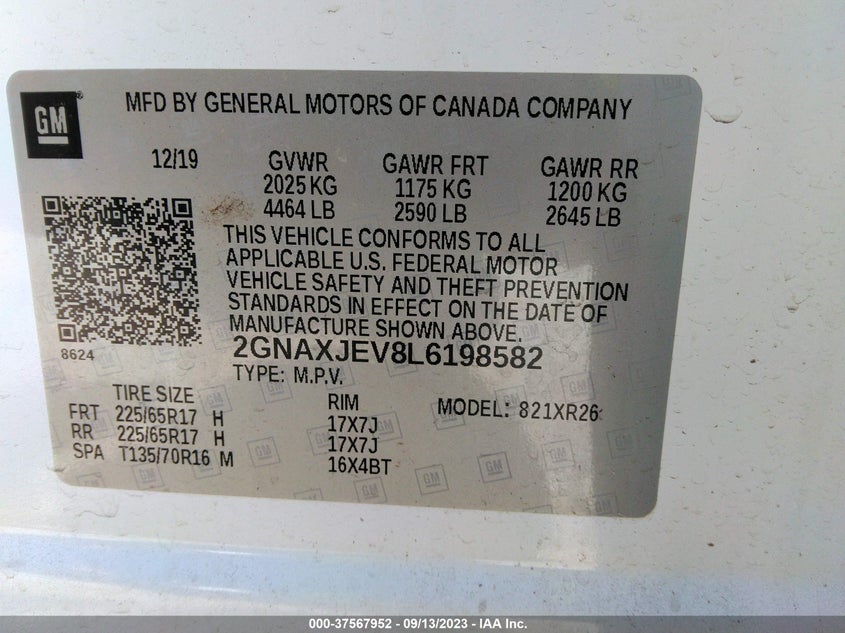 GM
MFD BY GENERAL MOTORS OF CANADA COMPANY
12/19 GVWR GAWR FRT GAWR RR
2025 KG 1175 KG 1200 KG
4464 LB 2590 LB 2645 LB
THIS VEHICLE CONFORMS TO ALL
APPLICABLE U.S. FEDERAL MOTOR
VEHICLE SAFETY AND THEFT PREVENTION
STANDARDS IN EFFECT ON THE DATE OF
MANUFACTURE SHOWN ABOVE.
8624 2GNAXJEV8L6198582
TYPE: M.P.V.
TIRE SIZE RIM MODEL: 821XR26
FRT 225/65R17 H 17X7J
RR 225/65R17 H 17X7J
SPA T135/70R16 M 16X4BT
000-37567952 - 09/13/2023 - IAA Inc.